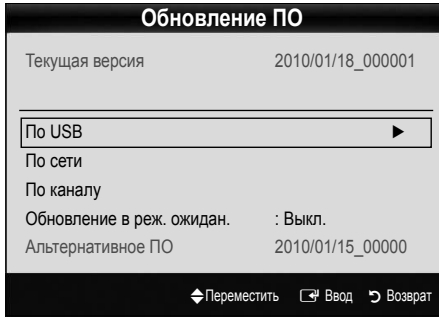 Обновление ПО
Текущая версия 2010/01/18_000001
По USB
По сети
По каналу
Обновление в реж. ожидан. : Выкл.
Альтернативное ПО 2010/01/15_00000
Переместить Ввод Возврат